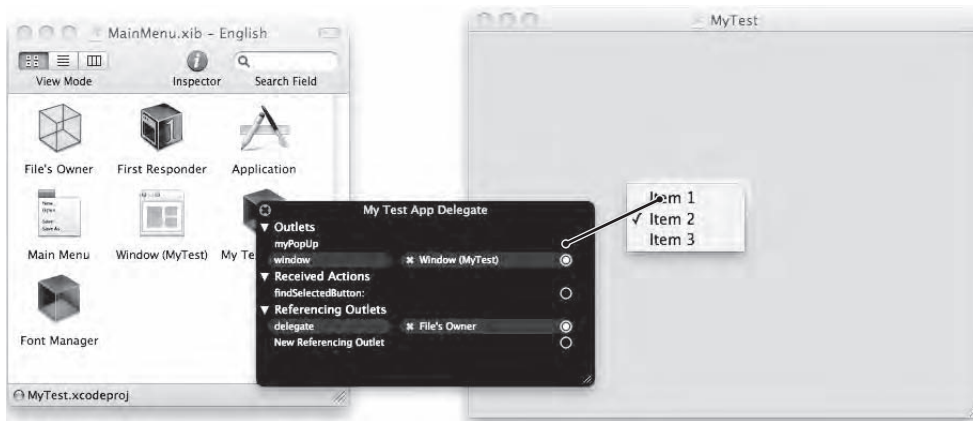 MainMenu.xib – English
View Mode
Inspector
Search Field
File's Owner
First Responder
Application
Main Menu
Window (MyTest)
My Te
Font Manager
MyTest.xcodeproj
My Test App Delegate
Outlets
myPopUp
window
Window (MyTest)
Received Actions
findSelectedButton:
Referencing Outlets
delegate
File's Owner
New Referencing Outlet
MyTest
Item 1
Item 2
Item 3